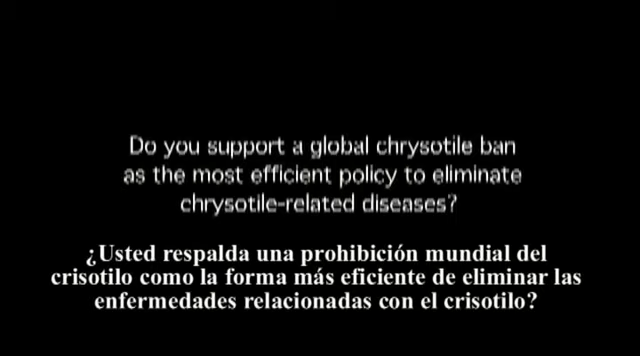 Do you support a global chrysotile ban
as the most efficient policy to eliminate
chrysotile-related diseases?
¿Usted respalda una prohibición mundial del
crisotilo como la forma más eficiente de eliminar las
enfermedades relacionadas con el crisotilo?